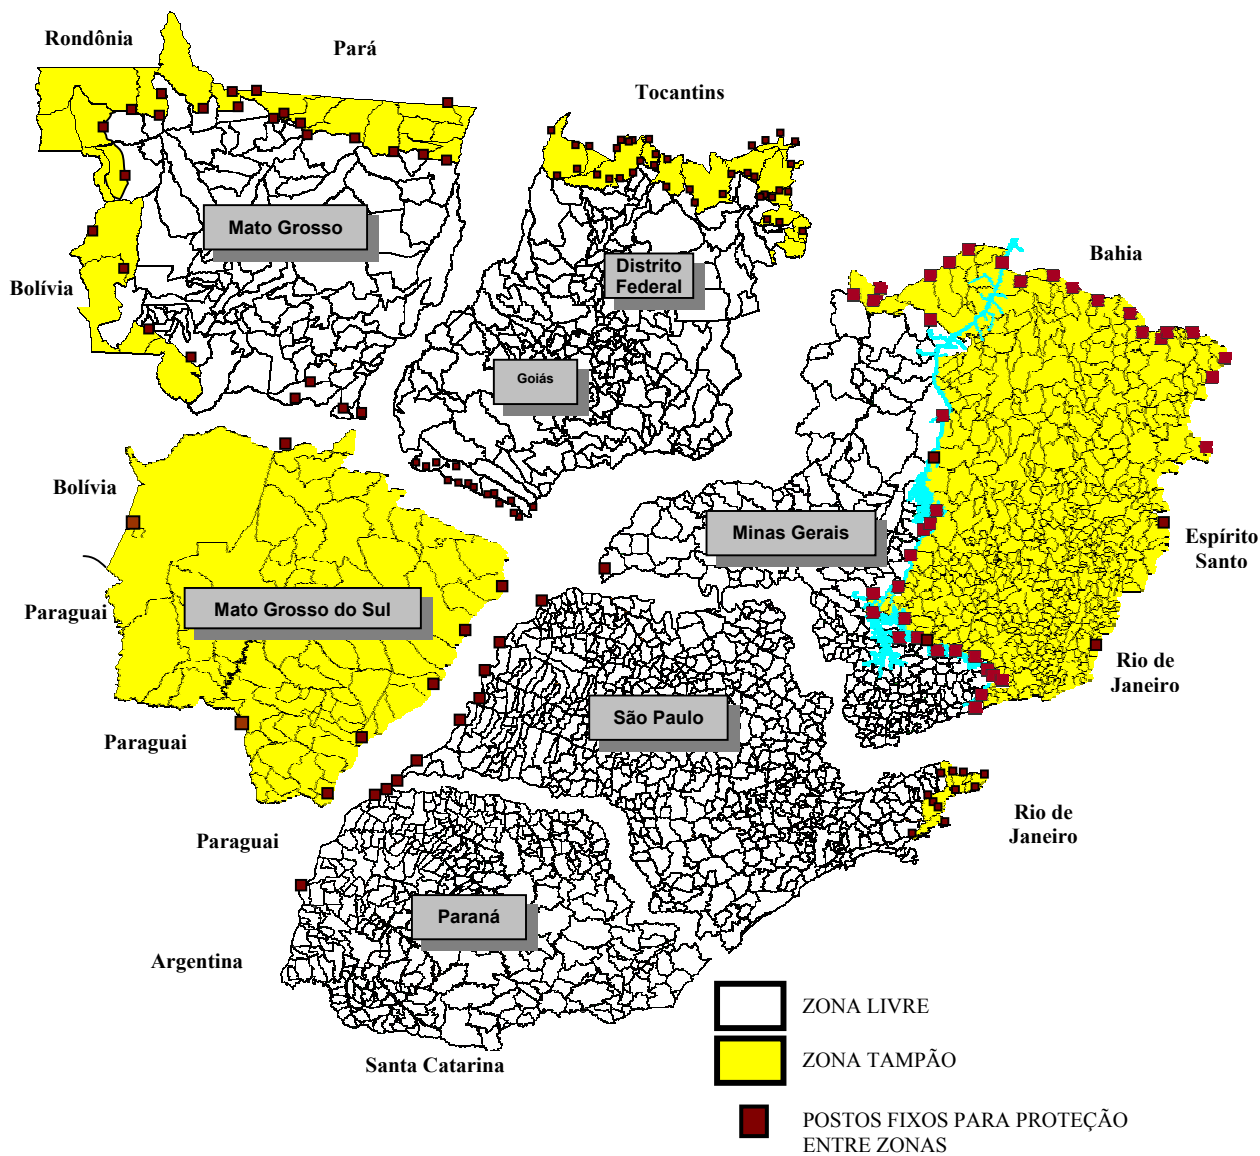 Rondônia
Pará
Tocantins
Mato Grosso
Bahia
Distrito
Federal
Bolívia
Goiás
Bolívia
Minas Gerais
Espírito
Santo
Paraguai
Mato Grosso do Sul
Rio de
Janeiro
São Paulo
Paraguai
Rio de
Janeiro
Paraguai
Paraná
Argentina
Santa Catarina
ZONA LIVRE
ZONA TAMPÃO
POSTOS FIXOS PARA PROTEÇÃO
ENTRE ZONAS